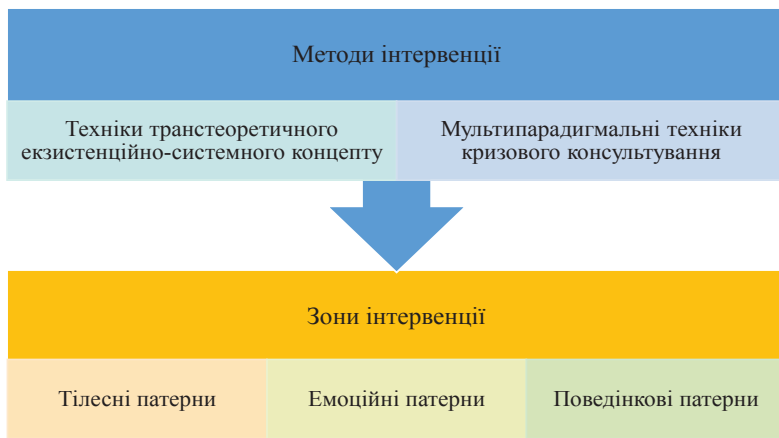 Методи інтервенції
Техніки транстеоретичного
екзистенційно-системного концепту
Мультипарадигмальні техніки
кризового консультування
Зони інтервенції
Тілесні патерни
Емоційні патерни
Поведінкові патерни